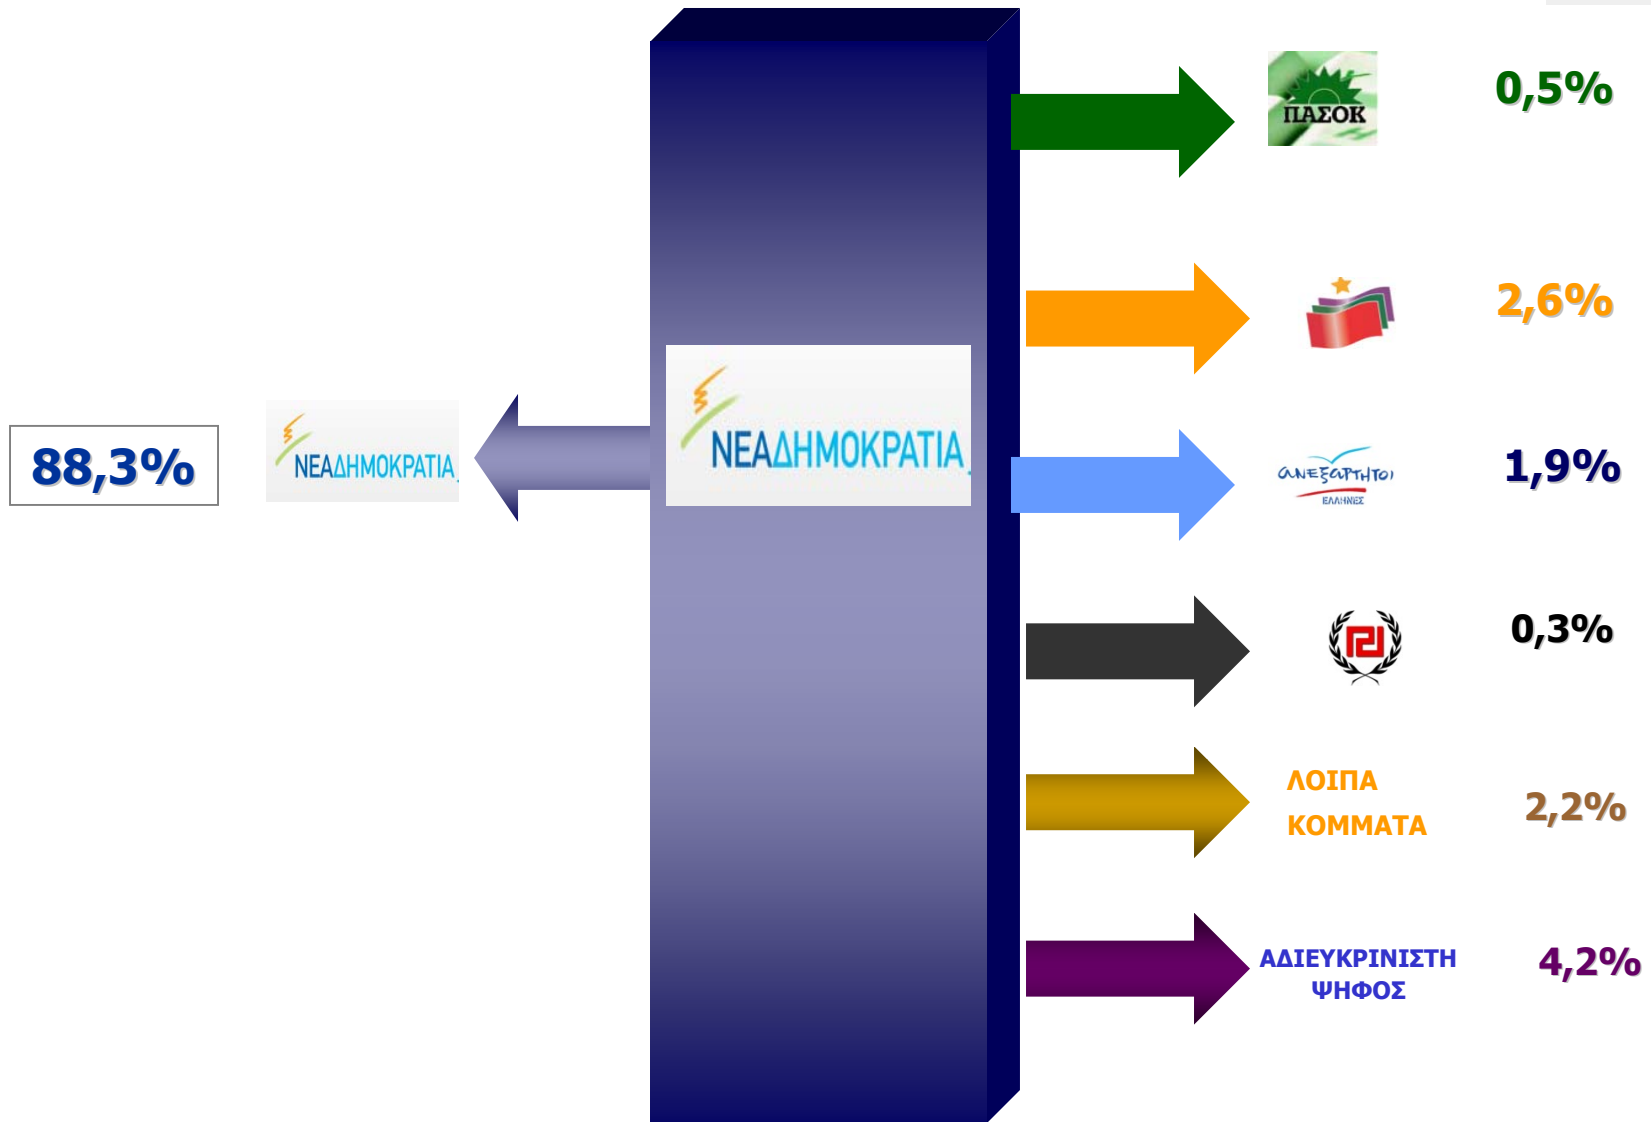 88,3%
ΝΕΑΔΗΜΟΚΡΑΤΙΑ
ΝΕΑΔΗΜΟΚΡΑΤΙΑ
ΠΑΣΟΚ
0,5%
2,6%
ανεξάρτητοι
ΕΛΛΗΝΕΣ
1,9%
0,3%
ΛΟΙΠΑ
ΚΟΜΜΑΤΑ
2,2%
ΑΔΙΕΥΚΡΙΝΙΣΤΗ
ΨΗΦΟΣ
4,2%